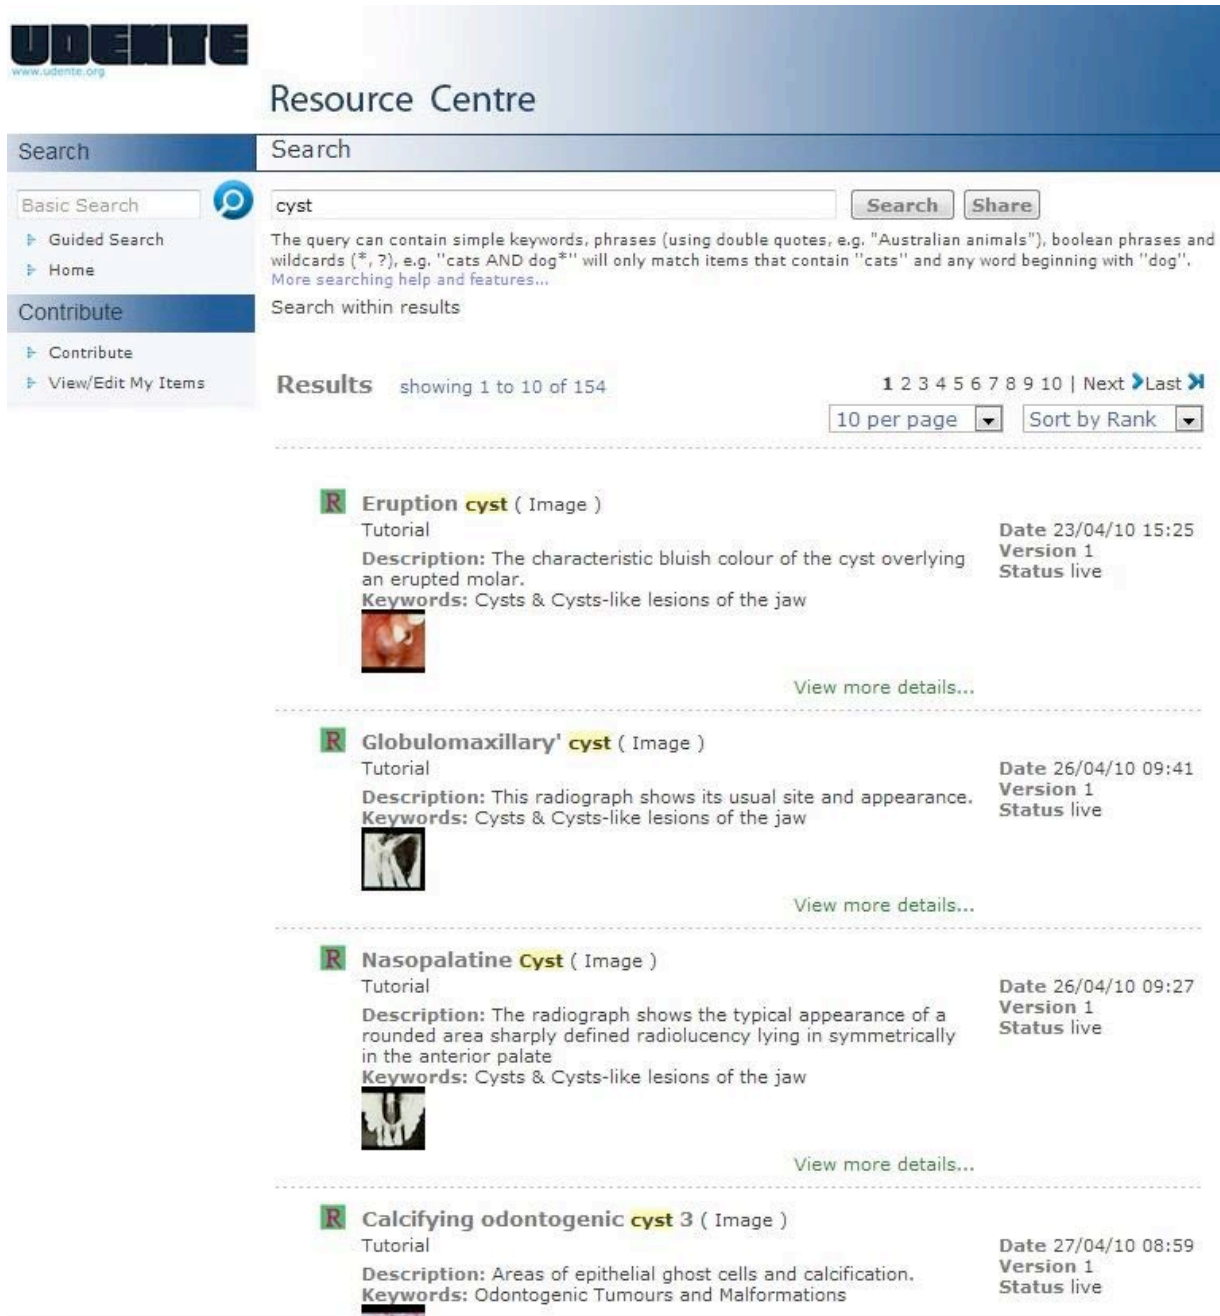 UDENTE
www.udente.org
Resource Centre
Search
Search
Basic Search
Guided Search
Home
Contribute
Contribute
View/Edit My Items
cyst
Search Share
The query can contain simple keywords, phrases (using double quotes, e.g. "Australian animals"), boolean phrases and
wildcards (*, ?), e.g. "cats AND dog*" will only match items that contain "cats" and any word beginning with "dog".
More searching help and features...
Search within results
Results showing 1 to 10 of 154
1 2 3 4 5 6 7 8 9 10 | Next Last
10 per page Sort by Rank
R Eruption cyst ( Image )
Tutorial
Description: The characteristic bluish colour of the cyst overlying
an erupted molar.
Keywords: Cysts & Cysts-like lesions of the jaw
Date 23/04/10 15:25
Version 1
Status live
View more details...
R Globulomaxillary' cyst ( Image )
Tutorial
Description: This radiograph shows its usual site and appearance.
Keywords: Cysts & Cysts-like lesions of the jaw
Date 26/04/10 09:41
Version 1
Status live
View more details...
R Nasopalatine Cyst ( Image )
Tutorial
Description: The radiograph shows the typical appearance of a
rounded area sharply defined radiolucency lying in symmetrically
in the anterior palate
Keywords: Cysts & Cysts-like lesions of the jaw
Date 26/04/10 09:27
Version 1
Status live
View more details...
R Calcifying odontogenic cyst 3 ( Image )
Tutorial
Description: Areas of epithelial ghost cells and calcification.
Keywords: Odontogenic Tumours and Malformations
Date 27/04/10 08:59
Version 1
Status live